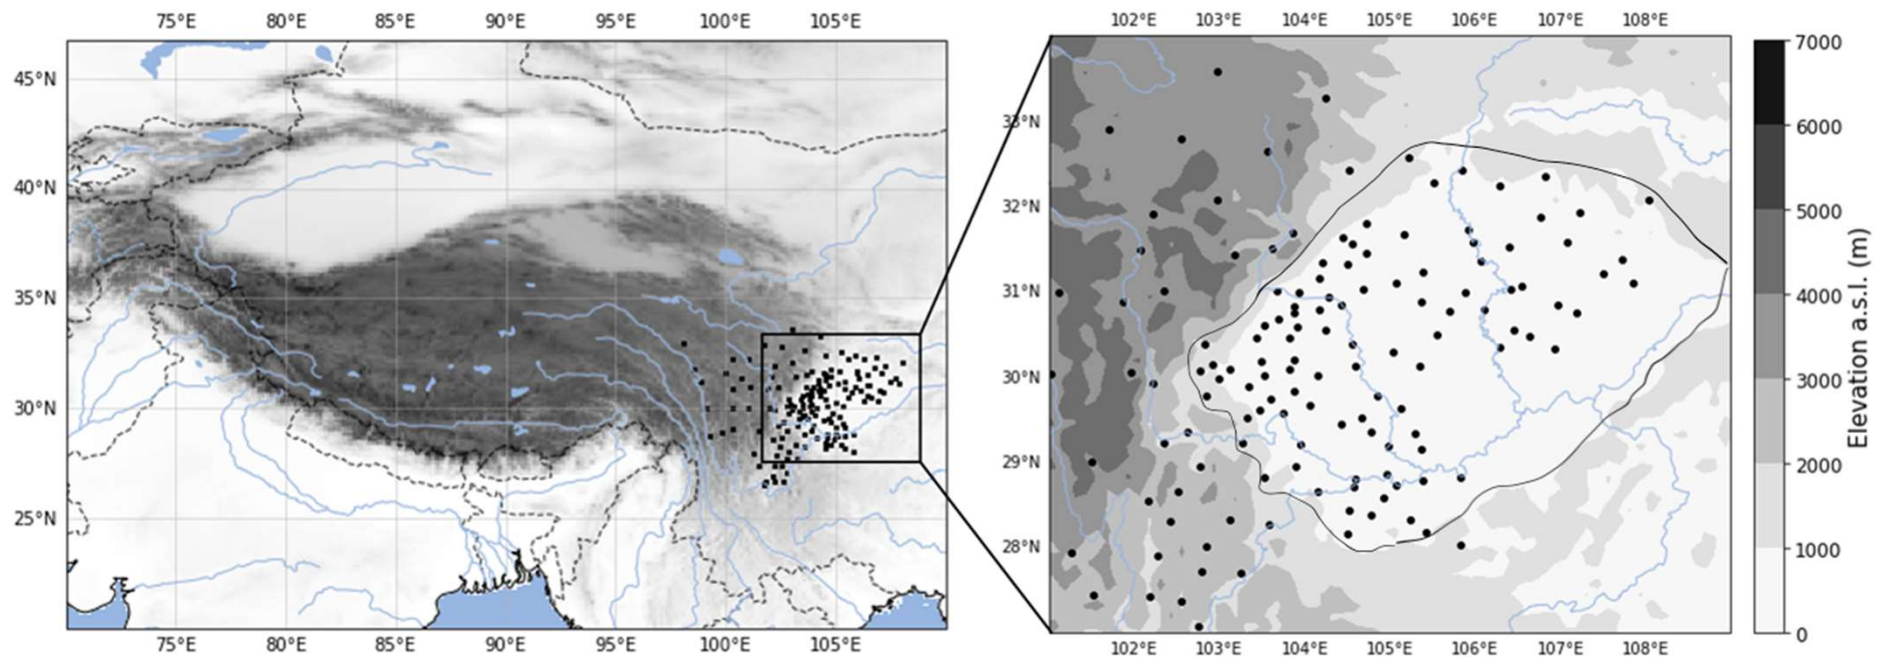 75°E 80°E 85°E 90°E 95°E 100°E 105°E
45°N
40°N
35°N
30°N
25°N
75°E 80°E 85°E 90°E 95°E 100°E 105°E
102°E 103°E 104°E 105°E 106°E 107°E 108°E
33°N
32°N
31°N
30°N
29°N
28°N
102°E 103°E 104°E 105°E 106°E 107°E 108°E
7000
6000
5000
4000
3000
2000
1000
0
Elevation a.s.l. (m)